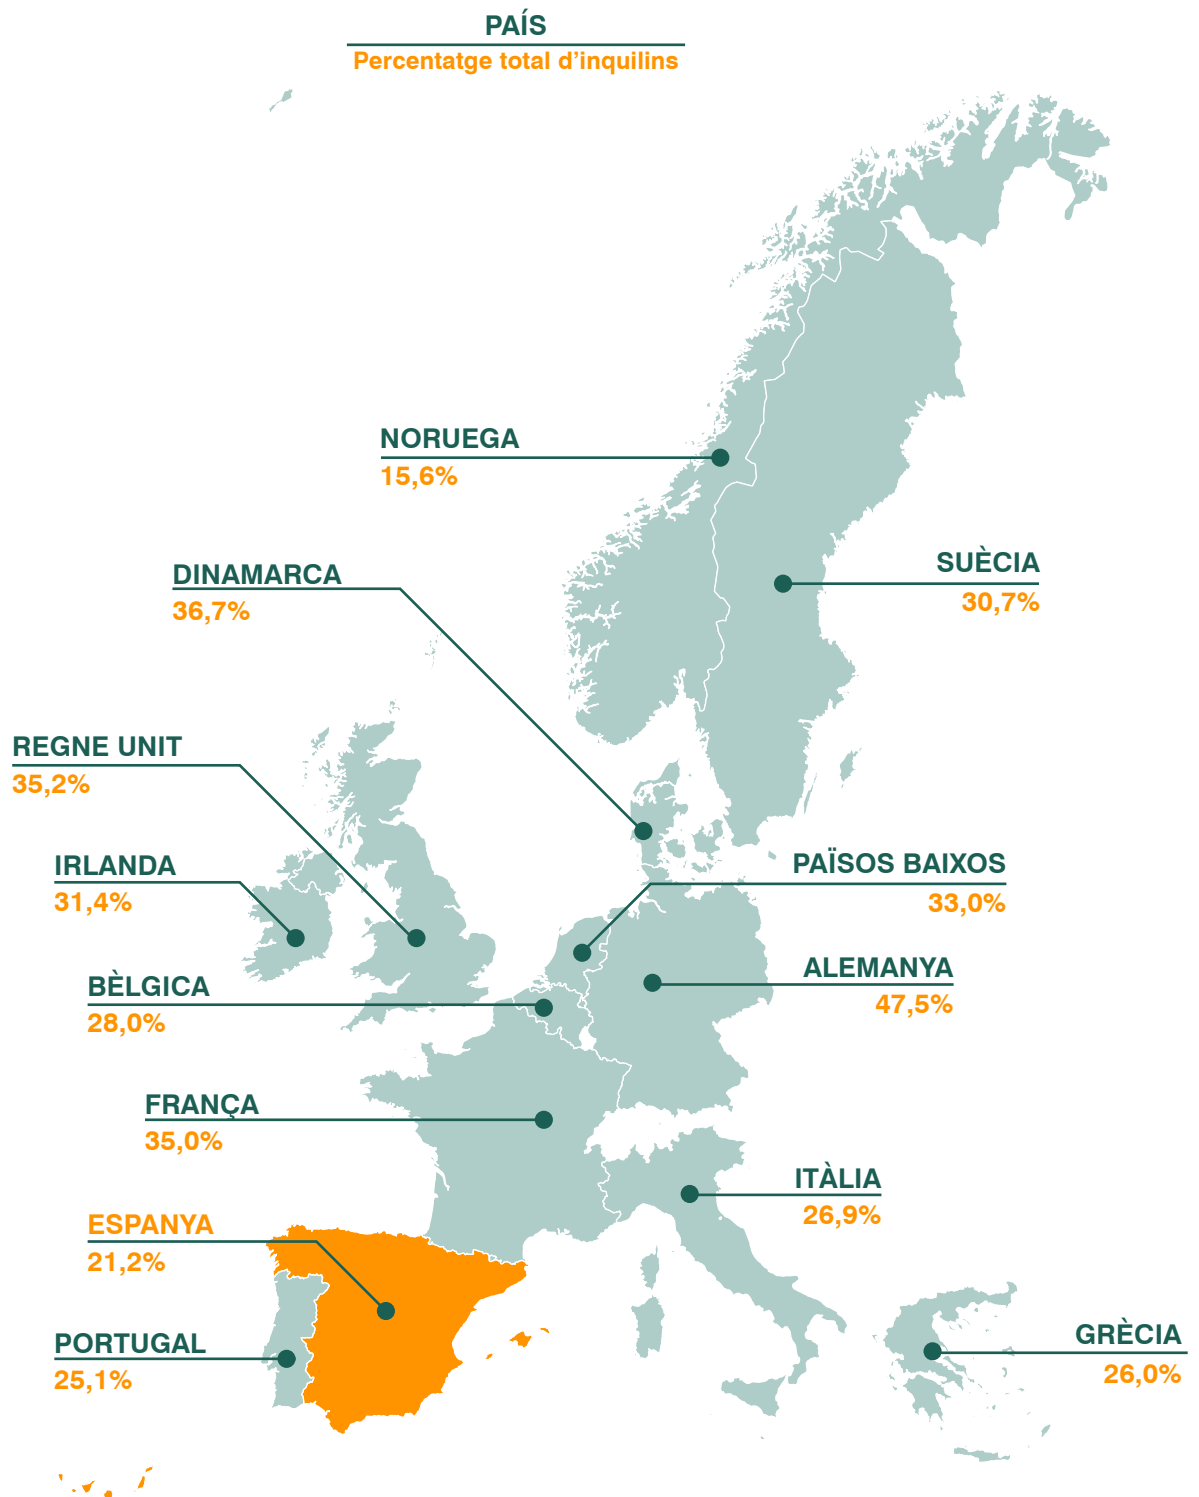 PAÍS
Percentatge total d’inquilins
NORUEGA
15,6%
SUÈCIA
30,7%
DINAMARCA
36,7%
REGNE UNIT
35,2%
IRLANDA
31,4%
PAÏSOS BAIXOS
33,0%
ALEMANYA
47,5%
BÈLGICA
28,0%
FRANÇA
35,0%
ITÀLIA
26,9%
ESPANYA
21,2%
PORTUGAL
25,1%
GRÈCIA
26,0%